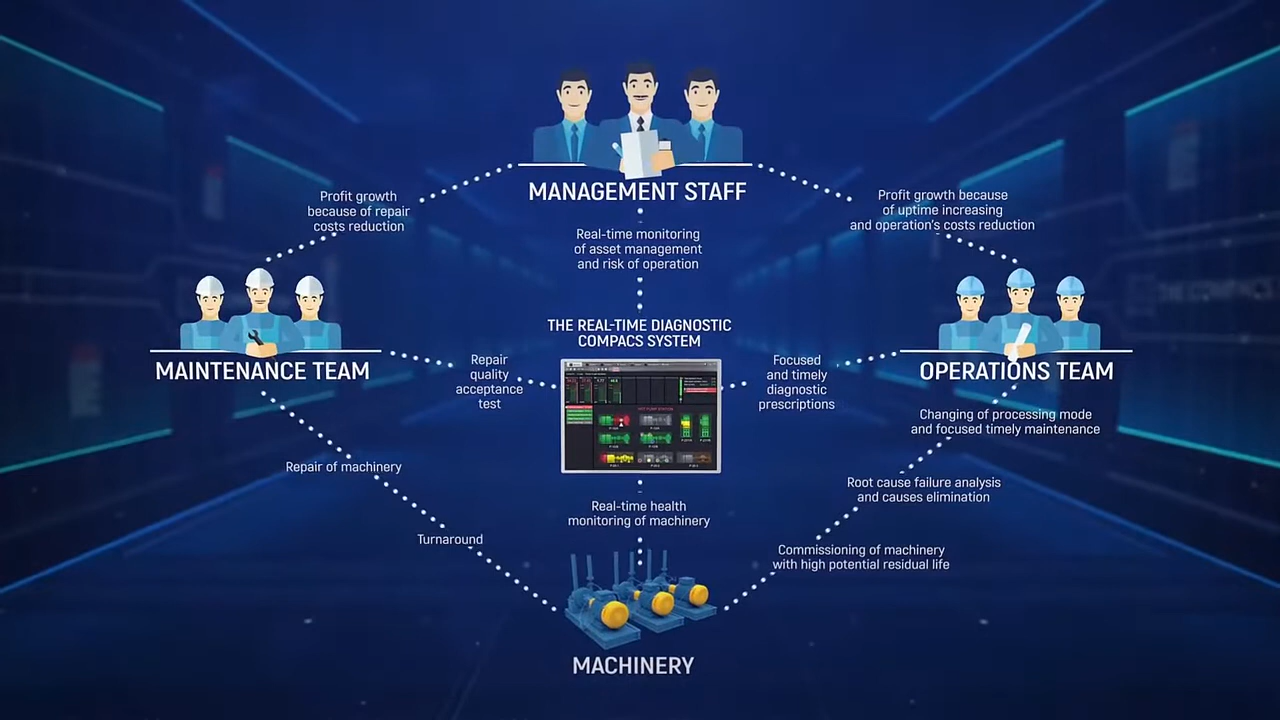 MANAGEMENT STAFF
Profit growth
because of repair
costs reduction
Profit growth because
of uptime increasing
and operation's costs reduction
Real-time monitoring
of asset management
and risk of operation
THE REAL-TIME DIAGNOSTIC
COMPACS SYSTEM
MAINTENANCE TEAM
Repair
quality
acceptance
test
Focused
and timely
diagnostic
prescriptions
OPERATIONS TEAM
Changing of processing mode
and focused timely maintenance
Repair of machinery
Root cause failure analysis
and causes elimination
Real-time health
monitoring of machinery
Turnaround
Commissioning of machinery
with high potential residual life
MACHINERY